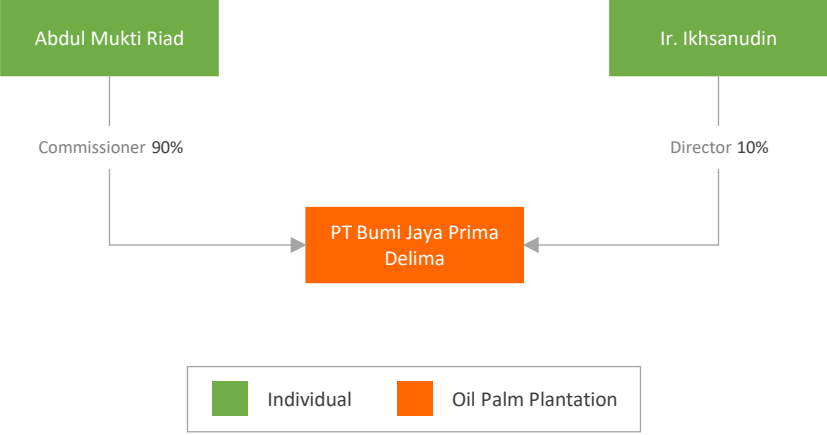 Abdul Mukti Riad
Ir. Ikhsanudin
Commissioner 90%
Director 10%
PT Bumi Jaya Prima
Delima
Individual
Oil Palm Plantation